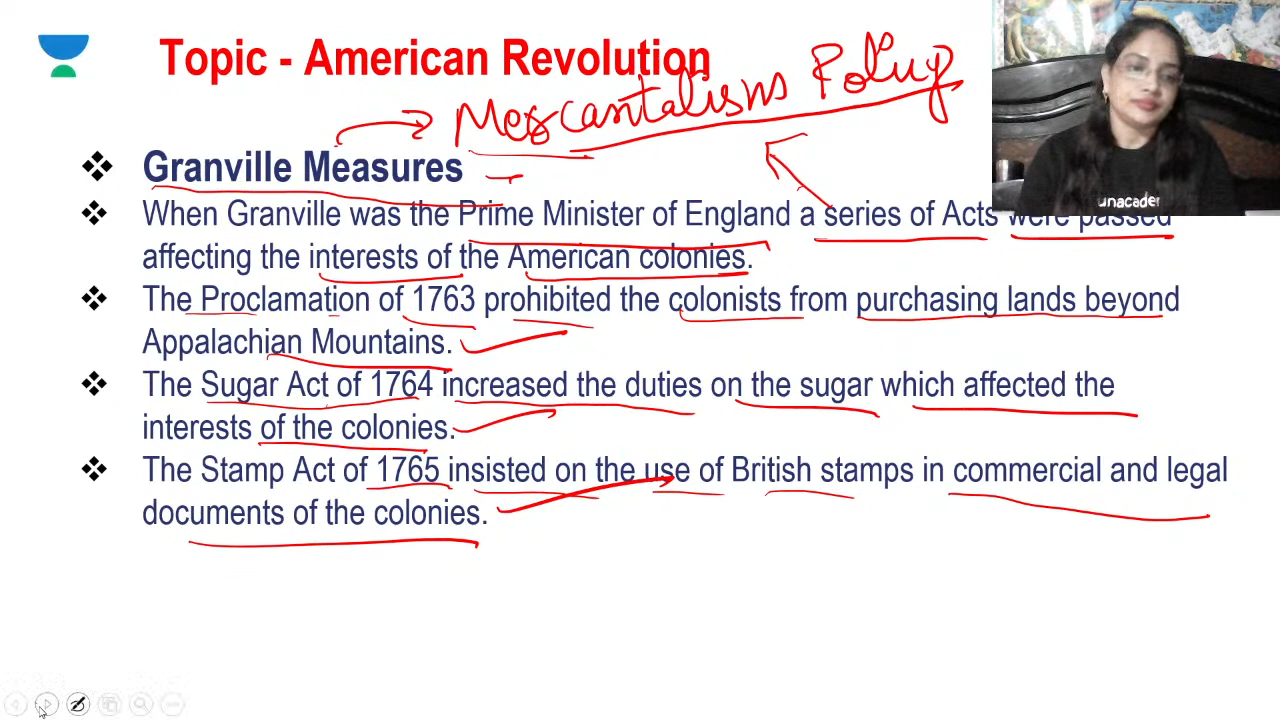 Topic - American Revolution
Mercantalism Policy
❖ Granville Measures
❖ When Granville was the Prime Minister of England a series of Acts were passed
affecting the interests of the American colonies.
❖ The Proclamation of 1763 prohibited the colonists from purchasing lands beyond
Appalachian Mountains.
❖ The Sugar Act of 1764 increased the duties on the sugar which affected the
interests of the colonies.
❖ The Stamp Act of 1765 insisted on the use of British stamps in commercial and legal
documents of the colonies.
unacader